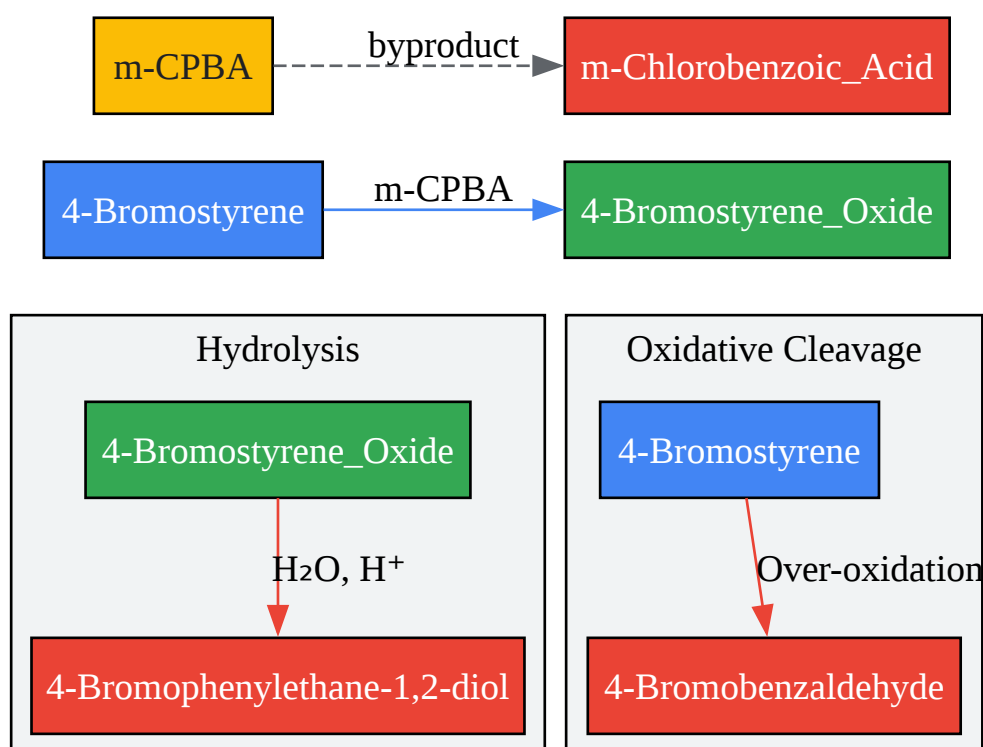 m-CPBA
byproduct
m-Chlorobenzoic_Acid
4-Bromostyrene
m-CPBA
4-Bromostyrene_Oxide
Hydrolysis
4-Bromostyrene_Oxide
H₂O, H⁺
4-Bromophenylethane-1,2-diol
Oxidative Cleavage
4-Bromostyrene
Over-oxidation
4-Bromobenzaldehyde